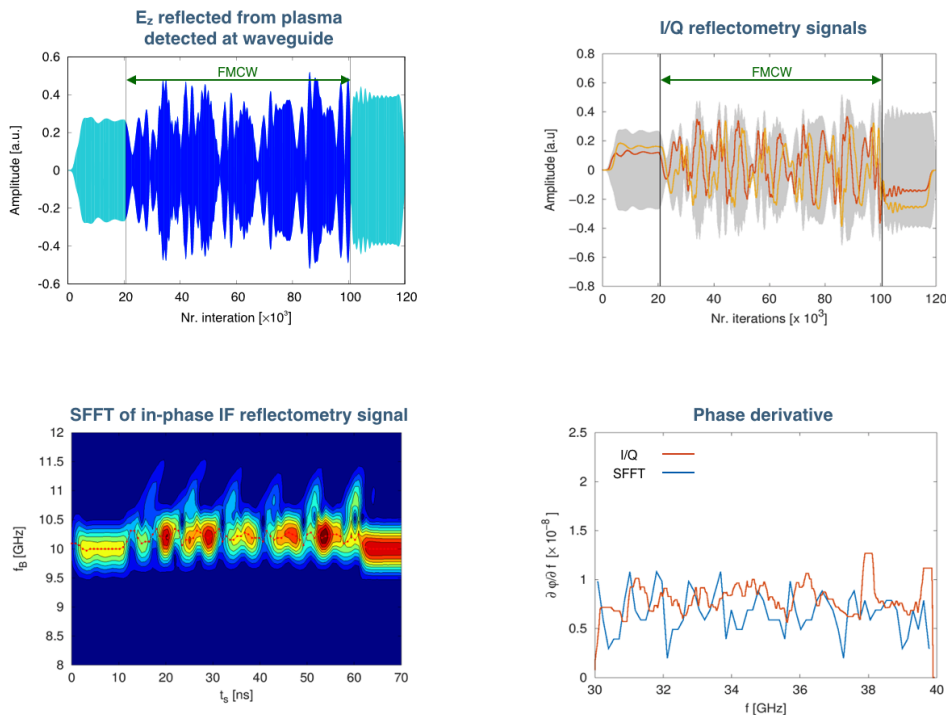 E_z reflected from plasma
detected at waveguide
FMCW
0.6
0.4
0.2
0
-0.2
-0.4
-0.6
Amplitude [a.u.]
0 20 40 60 80 100 120
Nr. interation [×10³]
I/Q reflectometry signals
FMCW
0.8
0.6
0.4
0.2
0
−0.2
−0.4
−0.6
−0.8
Amplitude [a.u]
0 20 40 60 80 100 120
Nr. iterations [x 10³]
SFFT of in-phase IF reflectometry signal
12
11.5
11
10.5
10
9.5
9
8.5
8
f_B [GHz]
0 10 20 30 40 50 60 70
t_s [ns]
Phase derivative
I/Q
SFFT
2.5
2
1.5
1
0.5
0
∂ φ/∂ f [×10⁻⁸]
30 32 34 36 38 40
f [GHz]